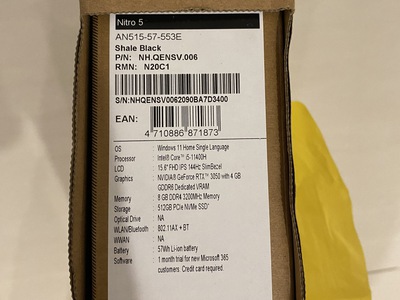 Nitro 5
AN515-57-553E
Shale Black
P/N: NH.QENSV.006
RMN: N20C1
S/N:NHQENSV0062090BA7D3400
EAN:
4 710886 871873
OS : Windows 11 Home Single Language
Processor : Intel® Core™ i5-11400H
LCD : 15.6" FHD IPS 144Hz SlimBezel
Graphics : NVIDIA® GeForce RTX™ 3050 with 4 GB
GDDR6 Dedicated VRAM
Memory : 8 GB DDR4 3200MHz Memory
Storage : 512GB PCIe NVMe SSD
Optical Drive : NA
WLAN/Bluetooth : 802.11AX + BT
WWAN : NA
Battery : 57Wh Li-ion battery
Software : 1 month trial for new Microsoft 365
customers. Credit card required.